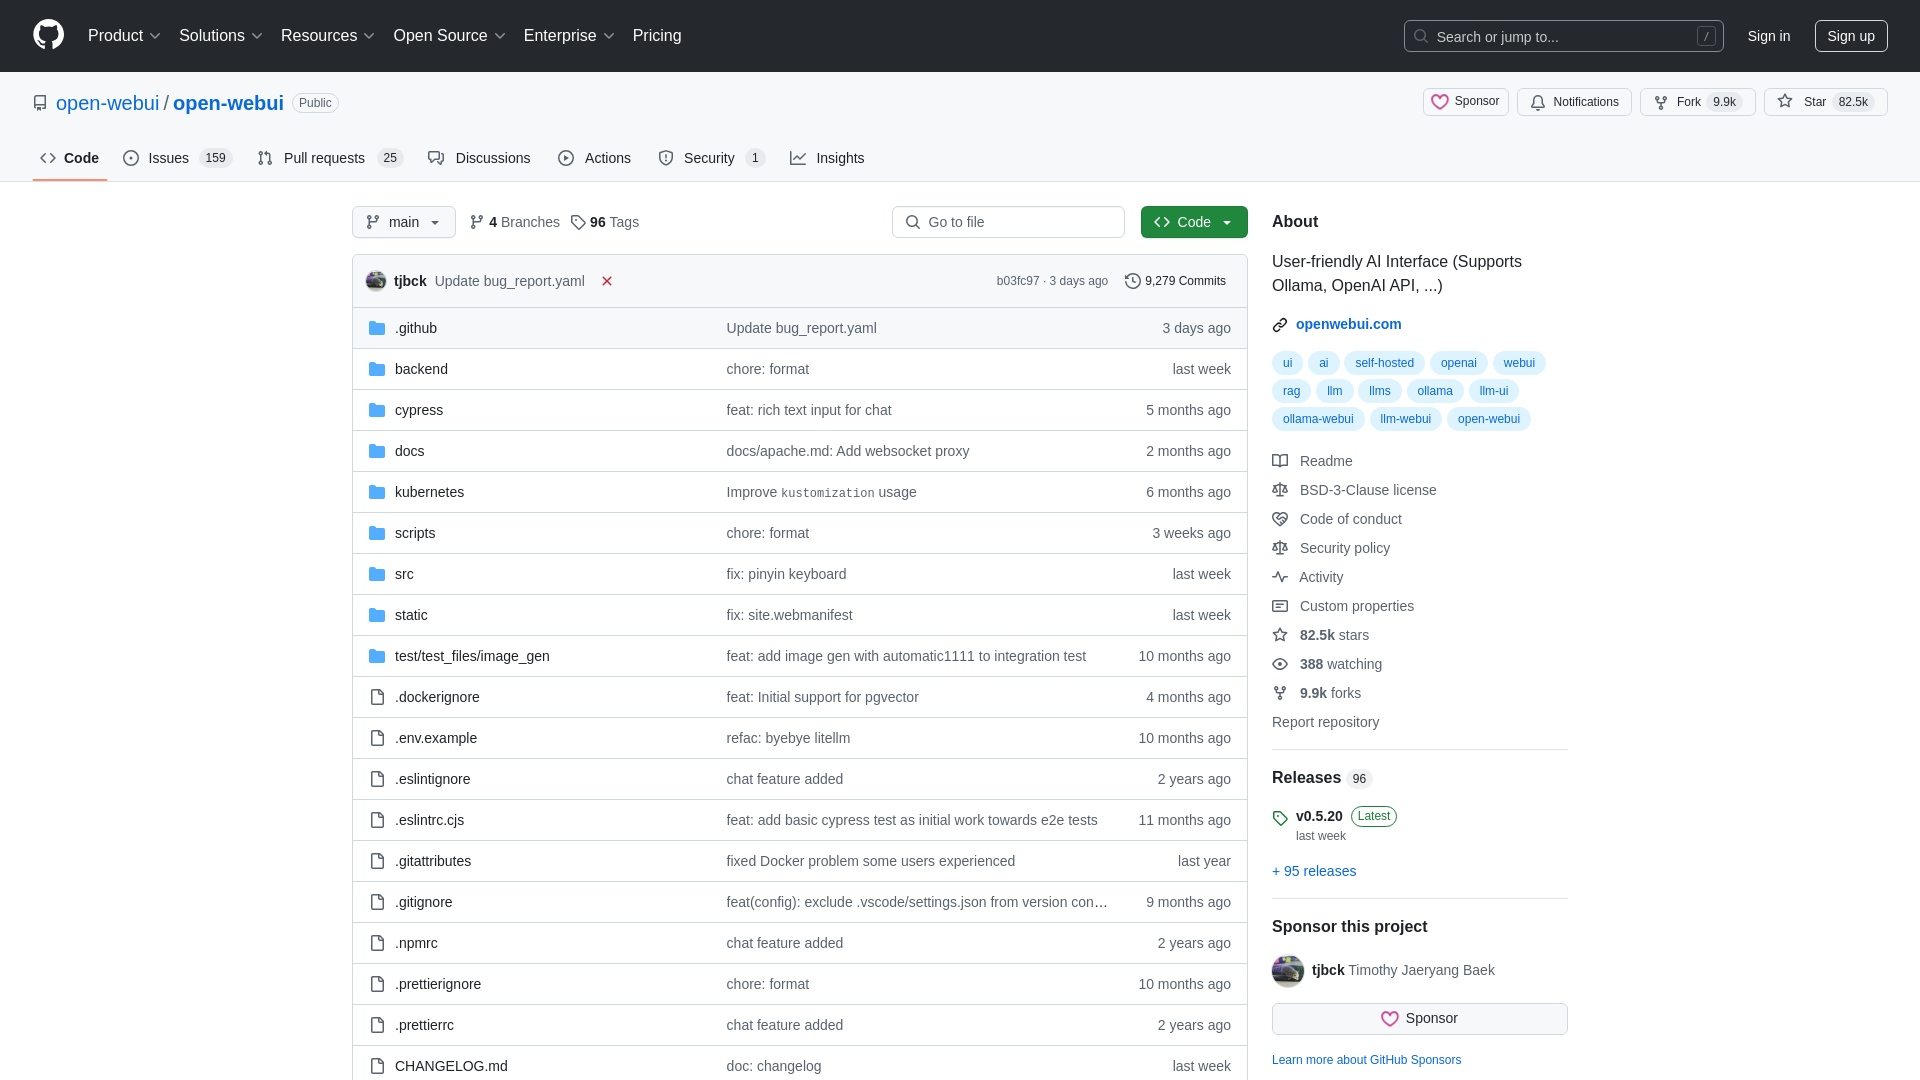 Product Solutions Resources Open Source Enterprise Pricing Search or jump to... / Sign in Sign up
open-webui / open-webui Public Sponsor Notifications Fork 9.9k Star 82.5k
Code Issues 159 Pull requests 25 Discussions Actions Security 1 Insights
main 4 Branches 96 Tags Go to file Code
tjbck Update bug_report.yaml b03fc97 · 3 days ago 9,279 Commits
.github Update bug_report.yaml 3 days ago
backend chore: format last week
cypress feat: rich text input for chat 5 months ago
docs docs/apache.md: Add websocket proxy 2 months ago
kubernetes Improve kustomization usage 6 months ago
scripts chore: format 3 weeks ago
src fix: pinyin keyboard last week
static fix: site.webmanifest last week
test/test_files/image_gen feat: add image gen with automatic1111 to integration test 10 months ago
.dockerignore feat: Initial support for pgvector 4 months ago
.env.example refac: byebye litellm 10 months ago
.eslintignore chat feature added 2 years ago
.eslintrc.cjs feat: add basic cypress test as initial work towards e2e tests 11 months ago
.gitattributes fixed Docker problem some users experienced last year
.gitignore feat(config): exclude .vscode/settings.json from version con… 9 months ago
.npmrc chat feature added 2 years ago
.prettierignore chore: format 10 months ago
.prettierrc chat feature added 2 years ago
CHANGELOG.md doc: changelog last week
About
User-friendly AI Interface (Supports
Ollama, OpenAI API, ...)
openwebui.com
ui ai self-hosted openai webui
rag llm llms ollama llm-ui
ollama-webui llm-webui open-webui
Readme
BSD-3-Clause license
Code of conduct
Security policy
Activity
Custom properties
82.5k stars
388 watching
9.9k forks
Report repository
Releases 96
v0.5.20 Latest
last week
+ 95 releases
Sponsor this project
tjbck Timothy Jaeryang Baek
Sponsor
Learn more about GitHub Sponsors